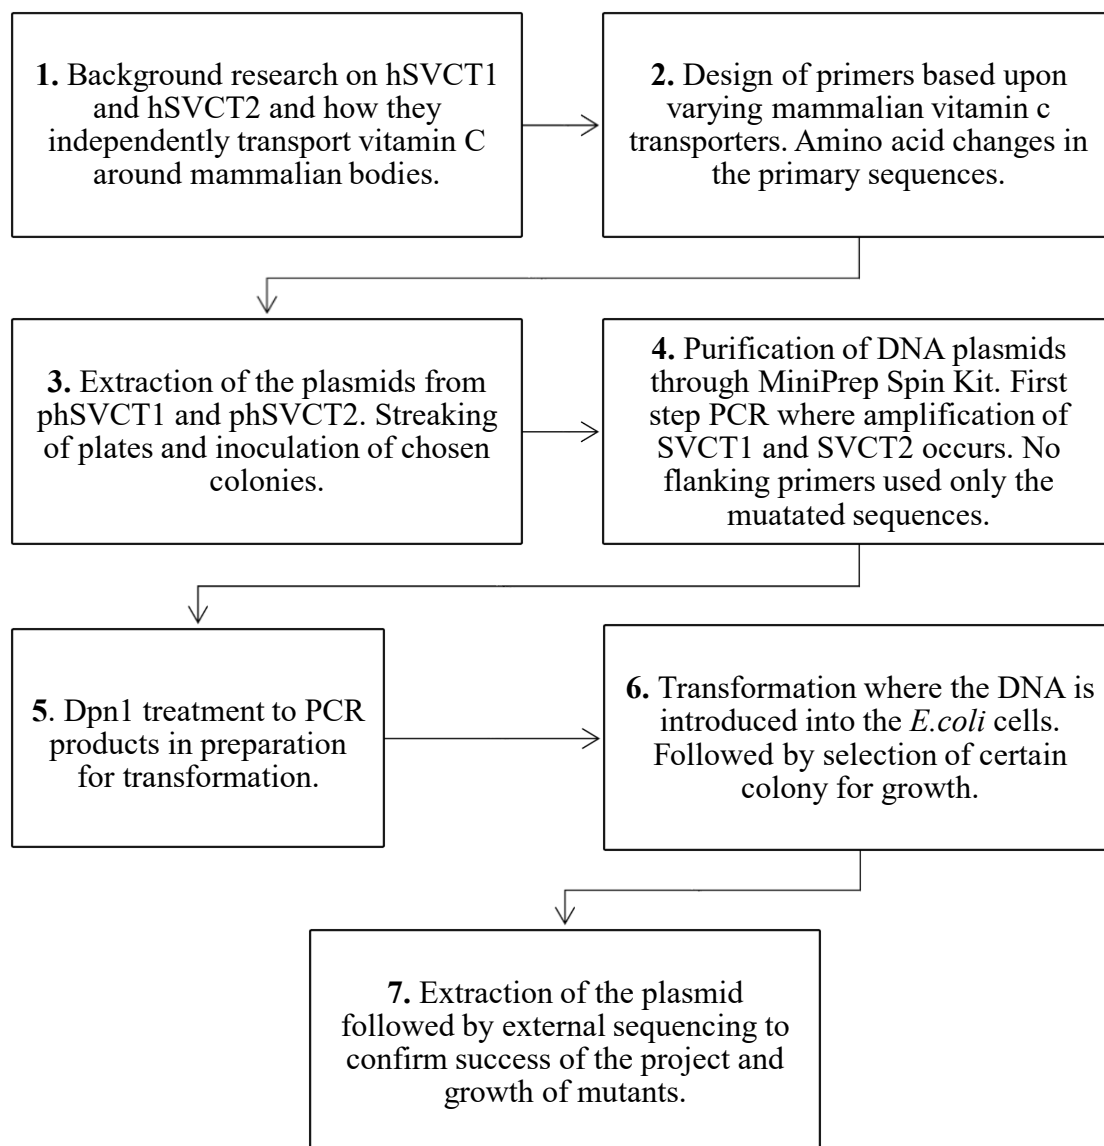 1. Background research on hSVCT1
and hSVCT2 and how they
independently transport vitamin C
around mammalian bodies.
2. Design of primers based upon
varying mammalian vitamin c
transporters. Amino acid changes in
the primary sequences.
3. Extraction of the plasmids from
phSVCT1 and phSVCT2. Streaking
of plates and inoculation of chosen
colonies.
4. Purification of DNA plasmids
through MiniPrep Spin Kit. First
step PCR where amplification of
SVCT1 and SVCT2 occurs. No
flanking primers used only the
muatated sequences.
5. Dpn1 treatment to PCR
products in preparation
for transformation.
6. Transformation where the DNA is
introduced into the E.coli cells.
Followed by selection of certain
colony for growth.
7. Extraction of the plasmid
followed by external sequencing to
confirm success of the project and
growth of mutants.